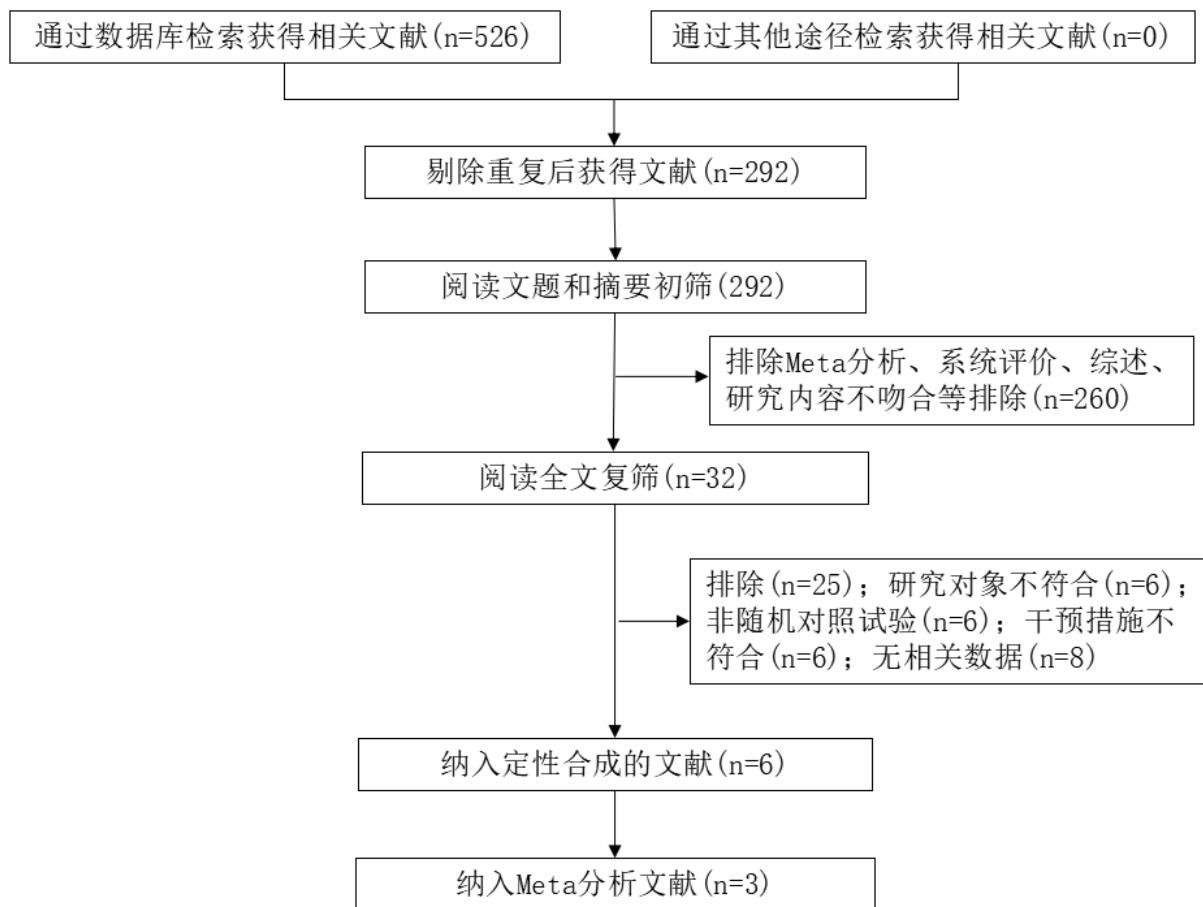 通过数据库检索获得相关文献(n=526)
通过其他途径检索获得相关文献(n=0)
剔除重复后获得文献(n=292)
阅读文题和摘要初筛(292)
排除Meta分析、系统评价、综述、
研究内容不吻合等排除(n=260)
阅读全文复筛(n=32)
排除(n=25)；研究对象不符合(n=6)；
非随机对照试验(n=6)；干预措施不
符合(n=6)；无相关数据(n=8)
纳入定性合成的文献(n=6)
纳入Meta分析文献(n=3)